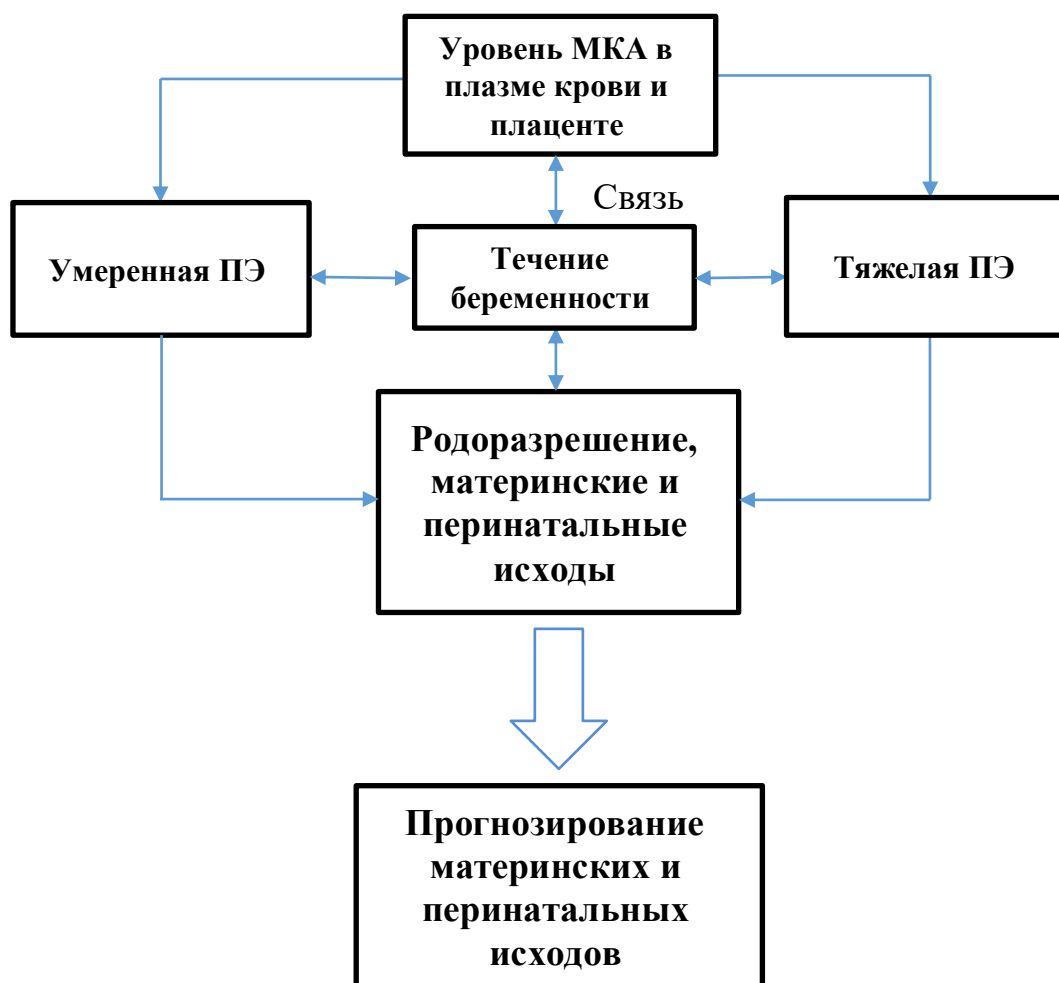 Уровень МКА в
плазме крови и
плаценте
Связь
Умеренная ПЭ
Течение
беременности
Тяжелая ПЭ
Родоразрешение,
материнские и
перинатальные
исходы
Прогнозирование
материнских и
перинатальных
исходов